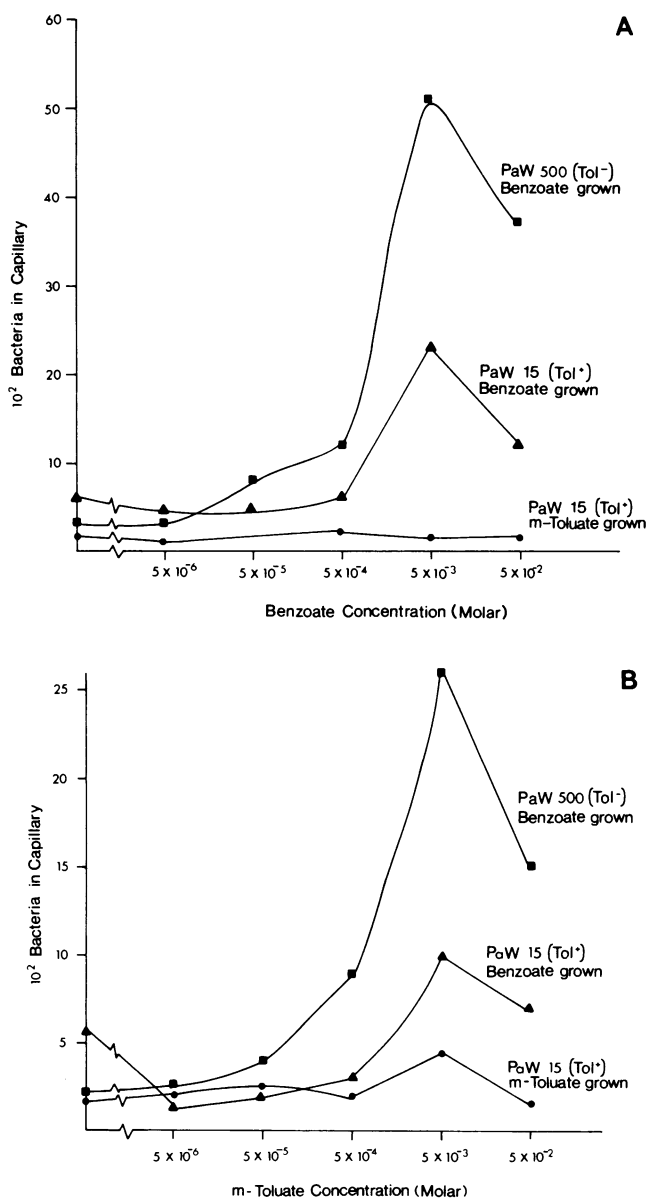 A
60
50
40
30
20
10
10² Bacteria in Capillary
PaW 500 (Tol⁻)
Benzoate grown
PaW 15 (Tol⁺)
Benzoate grown
PaW 15 (Tol⁺)
m-Toluate grown
5 x 10⁻⁶ 5 x 10⁻⁵ 5 x 10⁻⁴ 5 x 10⁻³ 5 x 10⁻²
Benzoate Concentration (Molar)
B
25
20
15
10
5
10² Bacteria in Capillary
PaW 500 (Tol⁻)
Benzoate grown
PaW 15 (Tol⁺)
Benzoate grown
PaW 15 (Tol⁺)
m-Toluate grown
5 x 10⁻⁶ 5 x 10⁻⁵ 5 x 10⁻⁴ 5 x 10⁻³ 5 x 10⁻²
m-Toluate Concentration (Molar)